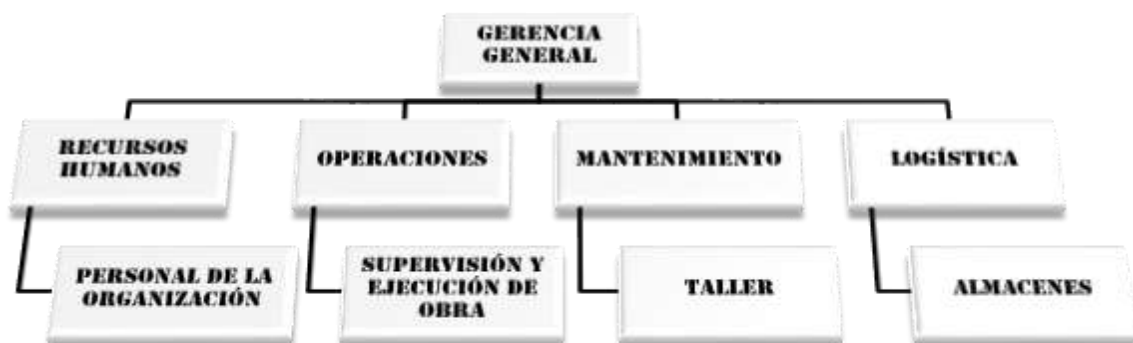 GERENCIA
GENERAL
RECURSOS
HUMANOS
OPERACIONES
MANTENIMIENTO
LOGÍSTICA
PERSONAL DE LA
ORGANIZACIÓN
SUPERVISIÓN Y
EJECUCIÓN DE
OBRA
TALLER
ALMACENES